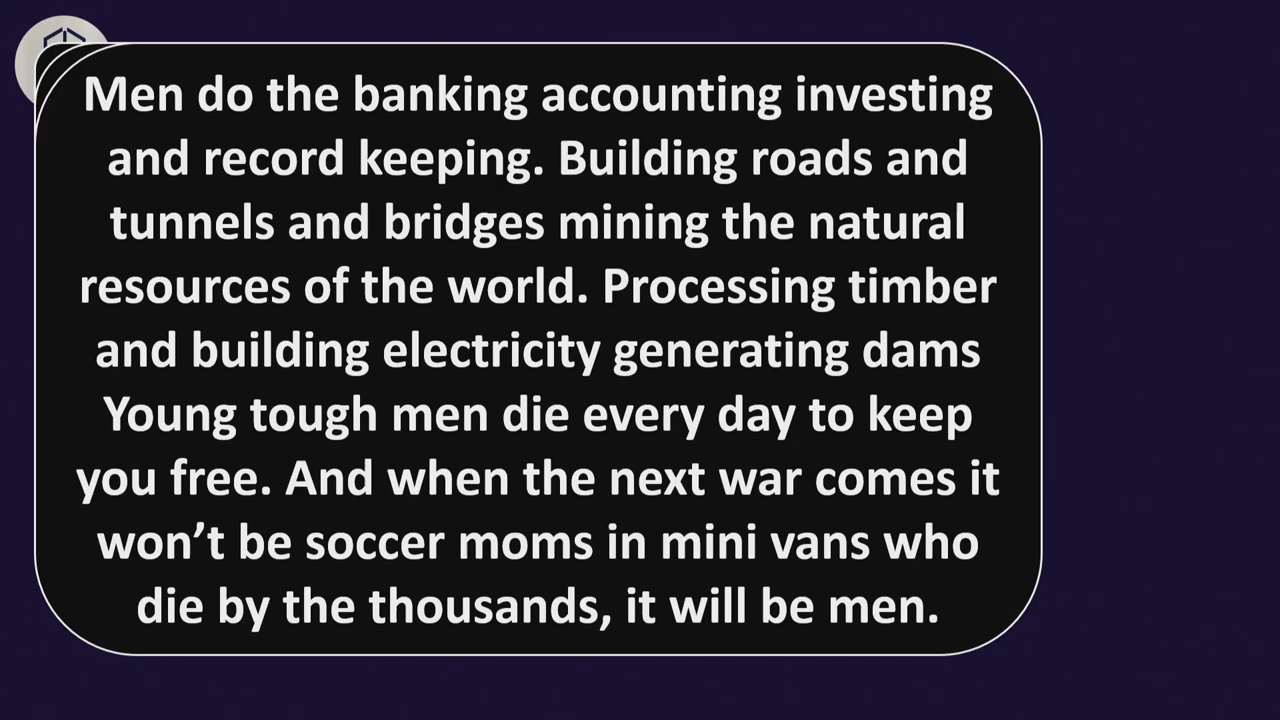 Men do the banking accounting investing
and record keeping. Building roads and
tunnels and bridges mining the natural
resources of the world. Processing timber
and building electricity generating dams
Young tough men die every day to keep
you free. And when the next war comes it
won’t be soccer moms in mini vans who
die by the thousands, it will be men.